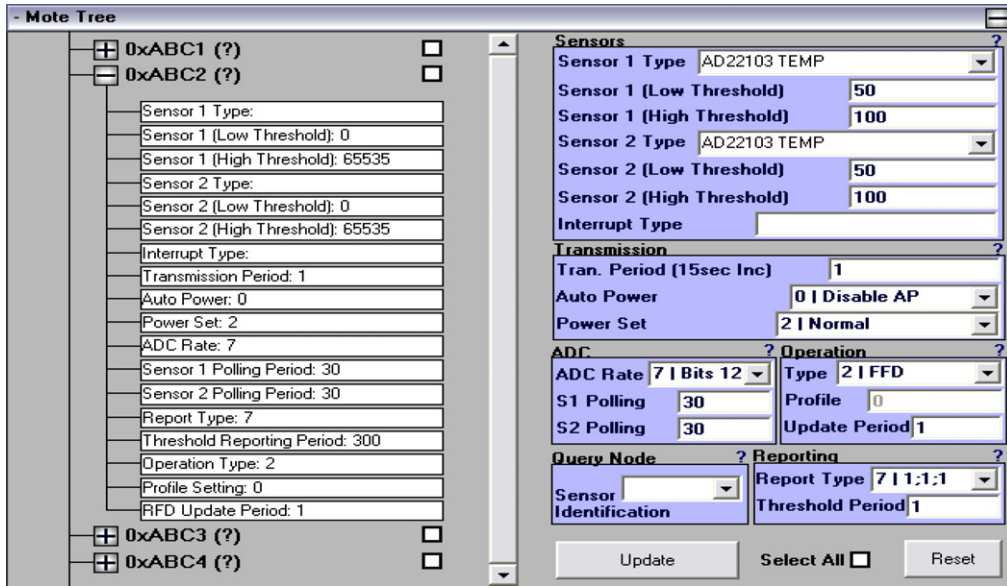 - Mote Tree
0xABC1 (?)
0xABC2 (?)
Sensor 1 Type:
Sensor 1 (Low Threshold): 0
Sensor 1 (High Threshold): 65535
Sensor 2 Type:
Sensor 2 (Low Threshold): 0
Sensor 2 (High Threshold): 65535
Interrupt Type:
Transmission Period: 1
Auto Power: 0
Power Set: 2
ADC Rate: 7
Sensor 1 Polling Period: 30
Sensor 2 Polling Period: 30
Report Type: 7
Threshold Reporting Period: 300
Operation Type: 2
Profile Setting: 0
RFD Update Period: 1
0xABC3 (?)
0xABC4 (?)
Sensors ?
Sensor 1 Type AD22103 TEMP
Sensor 1 (Low Threshold) 50
Sensor 1 (High Threshold) 100
Sensor 2 Type AD22103 TEMP
Sensor 2 (Low Threshold) 50
Sensor 2 (High Threshold) 100
Interrupt Type
Transmission ?
Tran. Period (15sec Inc) 1
Auto Power 0 | Disable AP
Power Set 2 | Normal
ADC ?
ADC Rate 7 | Bits 12
S1 Polling 30
S2 Polling 30
Operation ?
Type 2 | FFD
Profile 0
Update Period 1
Query Node ?
Sensor
Identification
Reporting ?
Report Type 7 | 1;1;1
Threshold Period 1
Update
Select All
Reset